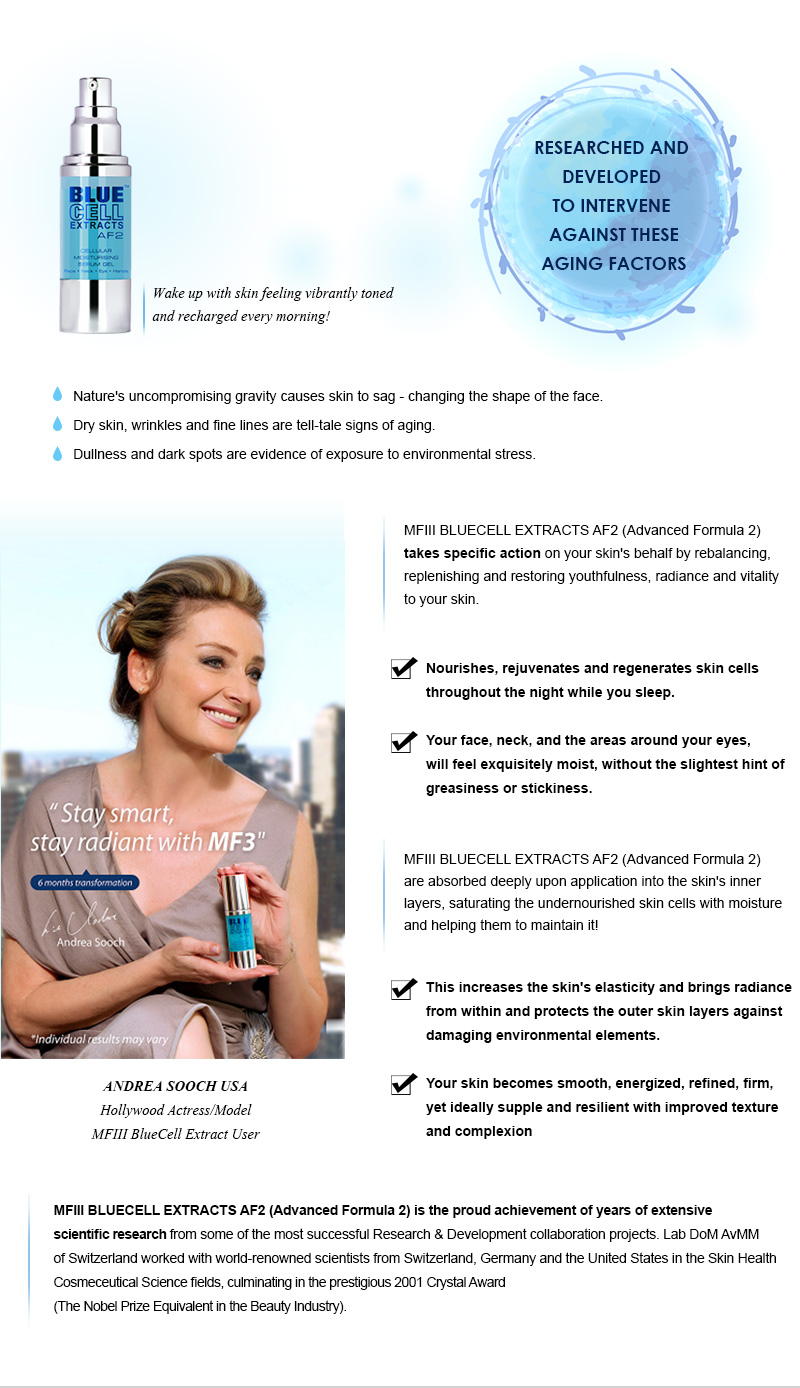 BLUE
CELL
EXTRACTS
AF2
CELLULAR
MOISTURISING
SERUM GEL
Face • Neck • Eye • Hands
Wake up with skin feeling vibrantly toned
and recharged every morning!
RESEARCHED AND
DEVELOPED
TO INTERVENE
AGAINST THESE
AGING FACTORS
Nature's uncompromising gravity causes skin to sag - changing the shape of the face.
Dry skin, wrinkles and fine lines are tell-tale signs of aging.
Dullness and dark spots are evidence of exposure to environmental stress.
MFIII BLUECELL EXTRACTS AF2 (Advanced Formula 2)
takes specific action on your skin's behalf by rebalancing,
replenishing and restoring youthfulness, radiance and vitality
to your skin.
Nourishes, rejuvenates and regenerates skin cells
throughout the night while you sleep.
Your face, neck, and the areas around your eyes,
will feel exquisitely moist, without the slightest hint of
greasiness or stickiness.
MFIII BLUECELL EXTRACTS AF2 (Advanced Formula 2)
are absorbed deeply upon application into the skin's inner
layers, saturating the undernourished skin cells with moisture
and helping them to maintain it!
This increases the skin's elasticity and brings radiance
from within and protects the outer skin layers against
damaging environmental elements.
Your skin becomes smooth, energized, refined, firm,
yet ideally supple and resilient with improved texture
and complexion
"Stay smart,
stay radiant with MF3"
6 months transformation
Andrea Sooch
BLUE
*Individual results may vary
ANDREA SOOCH USA
Hollywood Actress/Model
MFIII BlueCell Extract User
MFIII BLUECELL EXTRACTS AF2 (Advanced Formula 2) is the proud achievement of years of extensive
scientific research from some of the most successful Research & Development collaboration projects. Lab DoM AvMM
of Switzerland worked with world-renowned scientists from Switzerland, Germany and the United States in the Skin Health
Cosmeceutical Science fields, culminating in the prestigious 2001 Crystal Award
(The Nobel Prize Equivalent in the Beauty Industry).